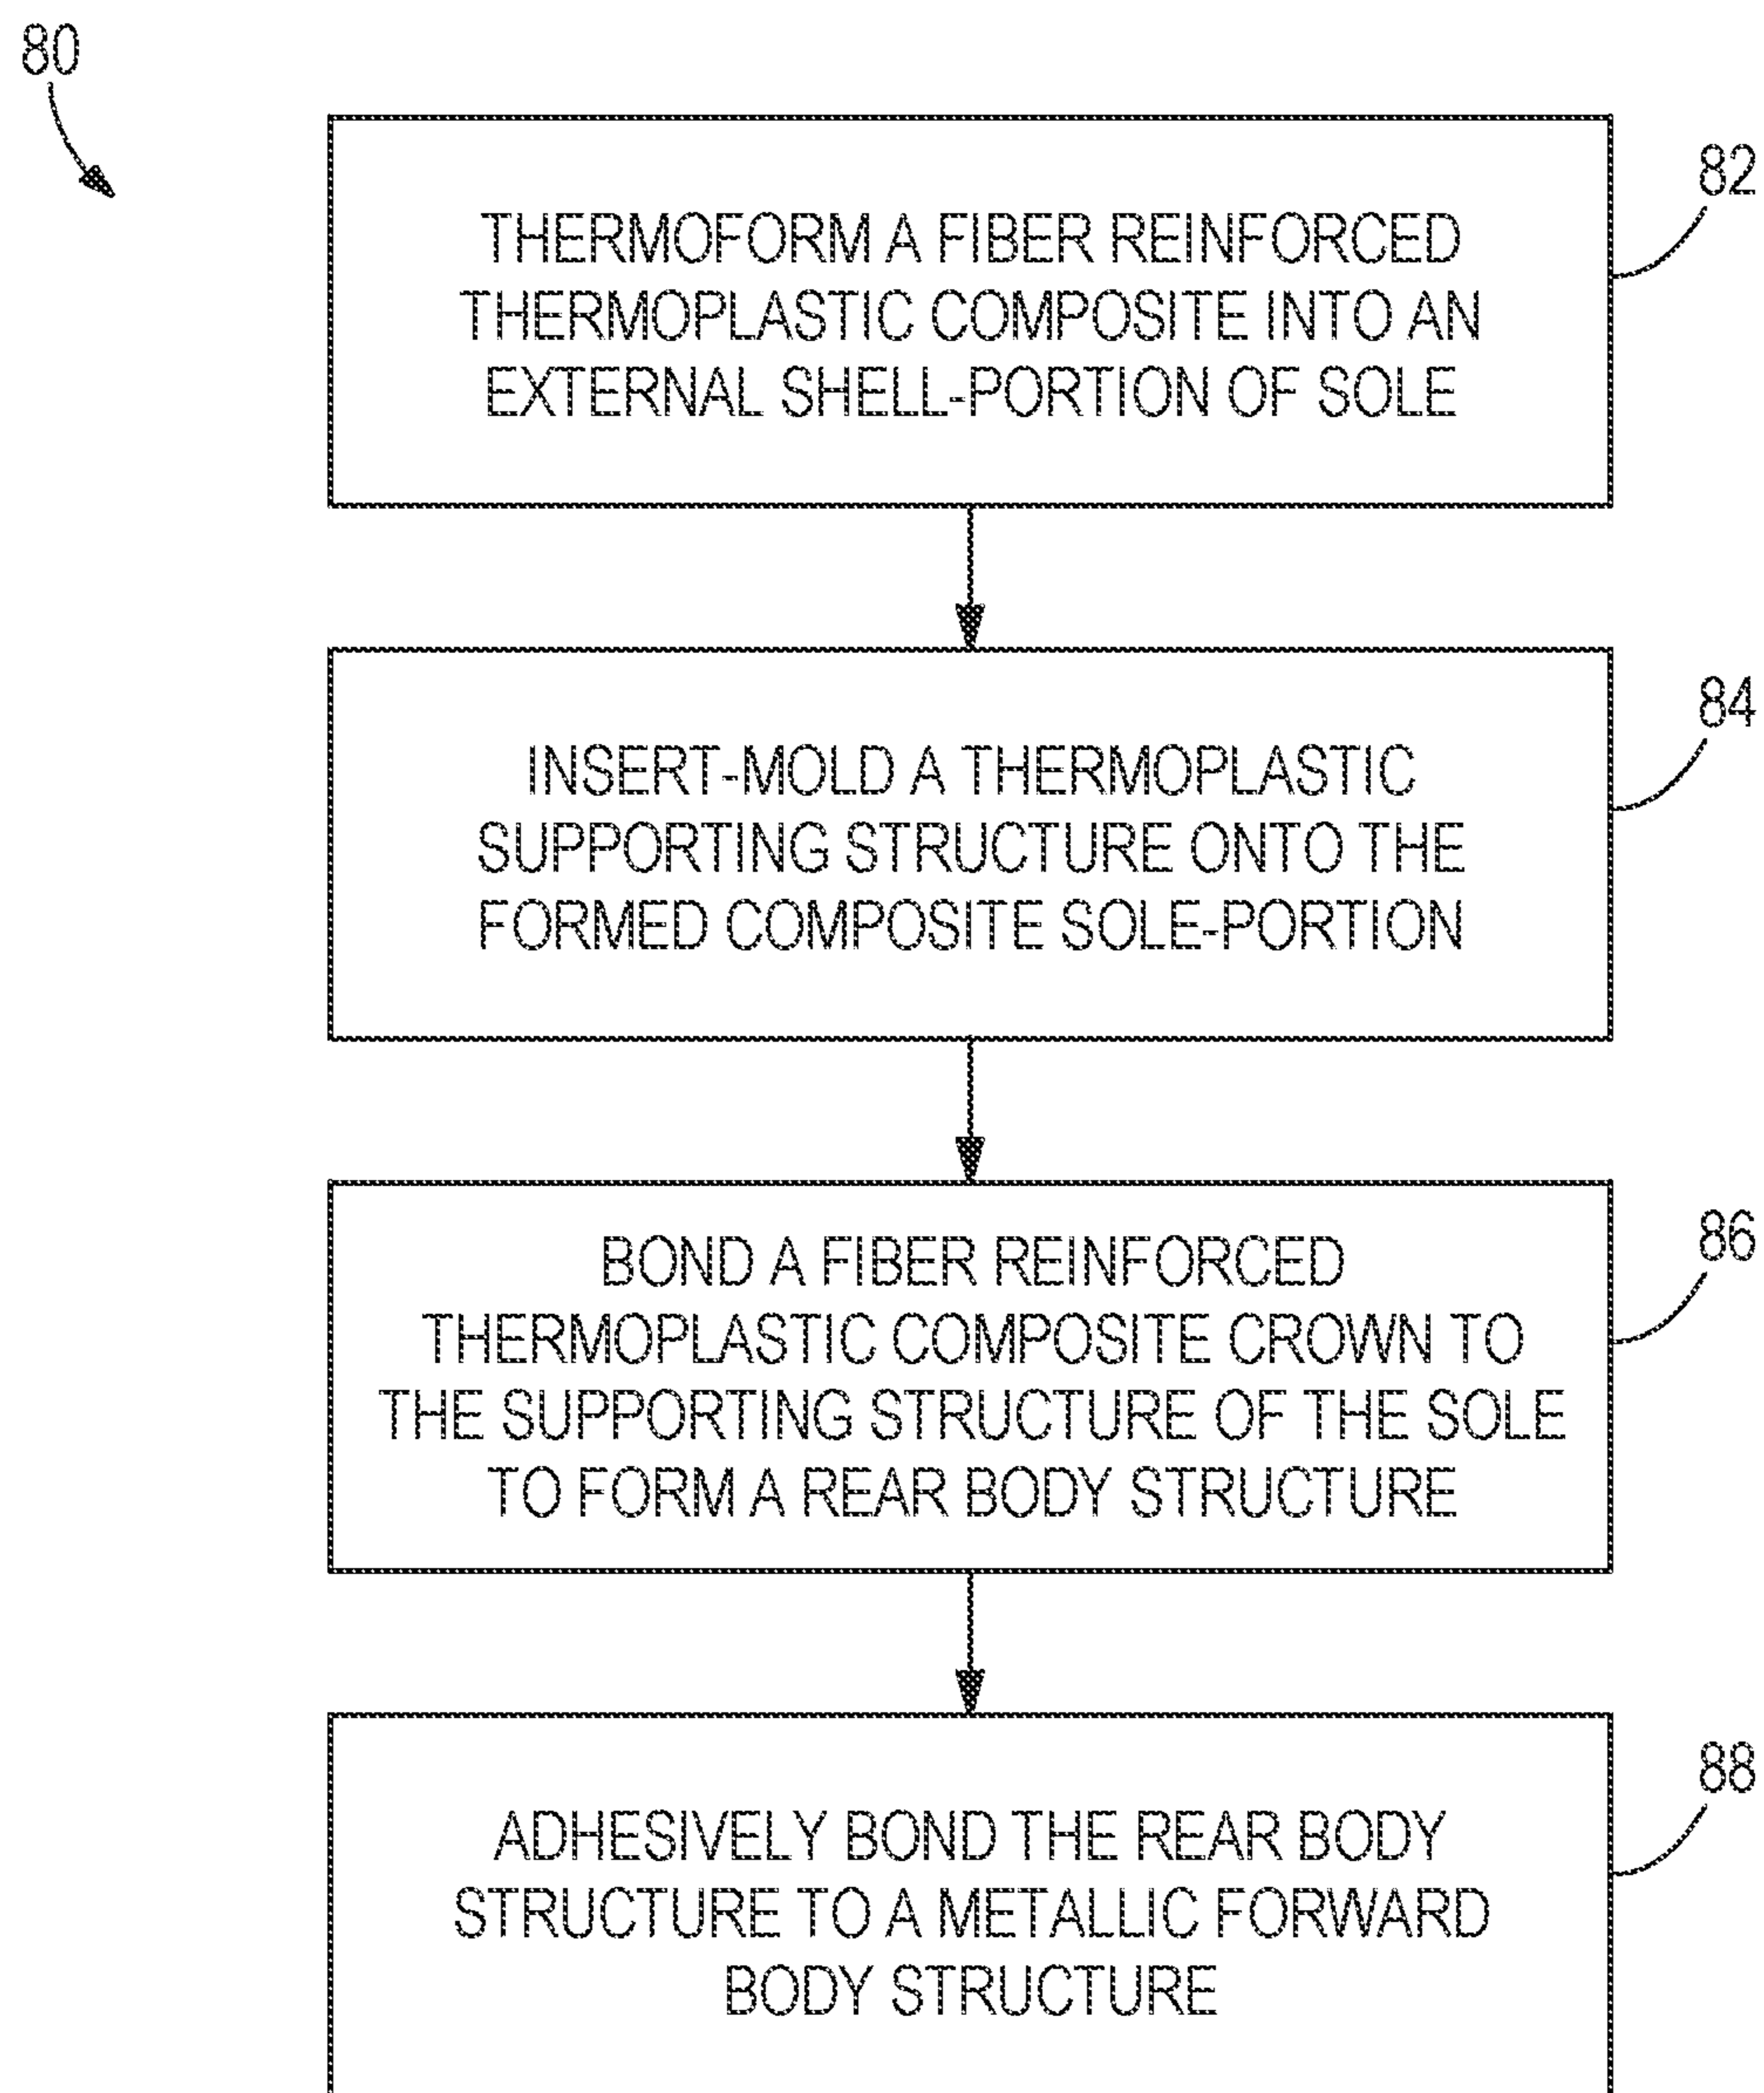 80
82
THERMOFORM A FIBER REINFORCED
THERMOPLASTIC COMPOSITE INTO AN
EXTERNAL SHELL-PORTION OF SOLE
84
INSERT-MOLD A THERMOPLASTIC
SUPPORTING STRUCTURE ONTO THE
FORMED COMPOSITE SOLE-PORTION
86
BOND A FIBER REINFORCED
THERMOPLASTIC COMPOSITE CROWN TO
THE SUPPORTING STRUCTURE OF THE SOLE
TO FORM A REAR BODY STRUCTURE
88
ADHESIVELY BOND THE REAR BODY
STRUCTURE TO A METALLIC FORWARD
BODY STRUCTURE